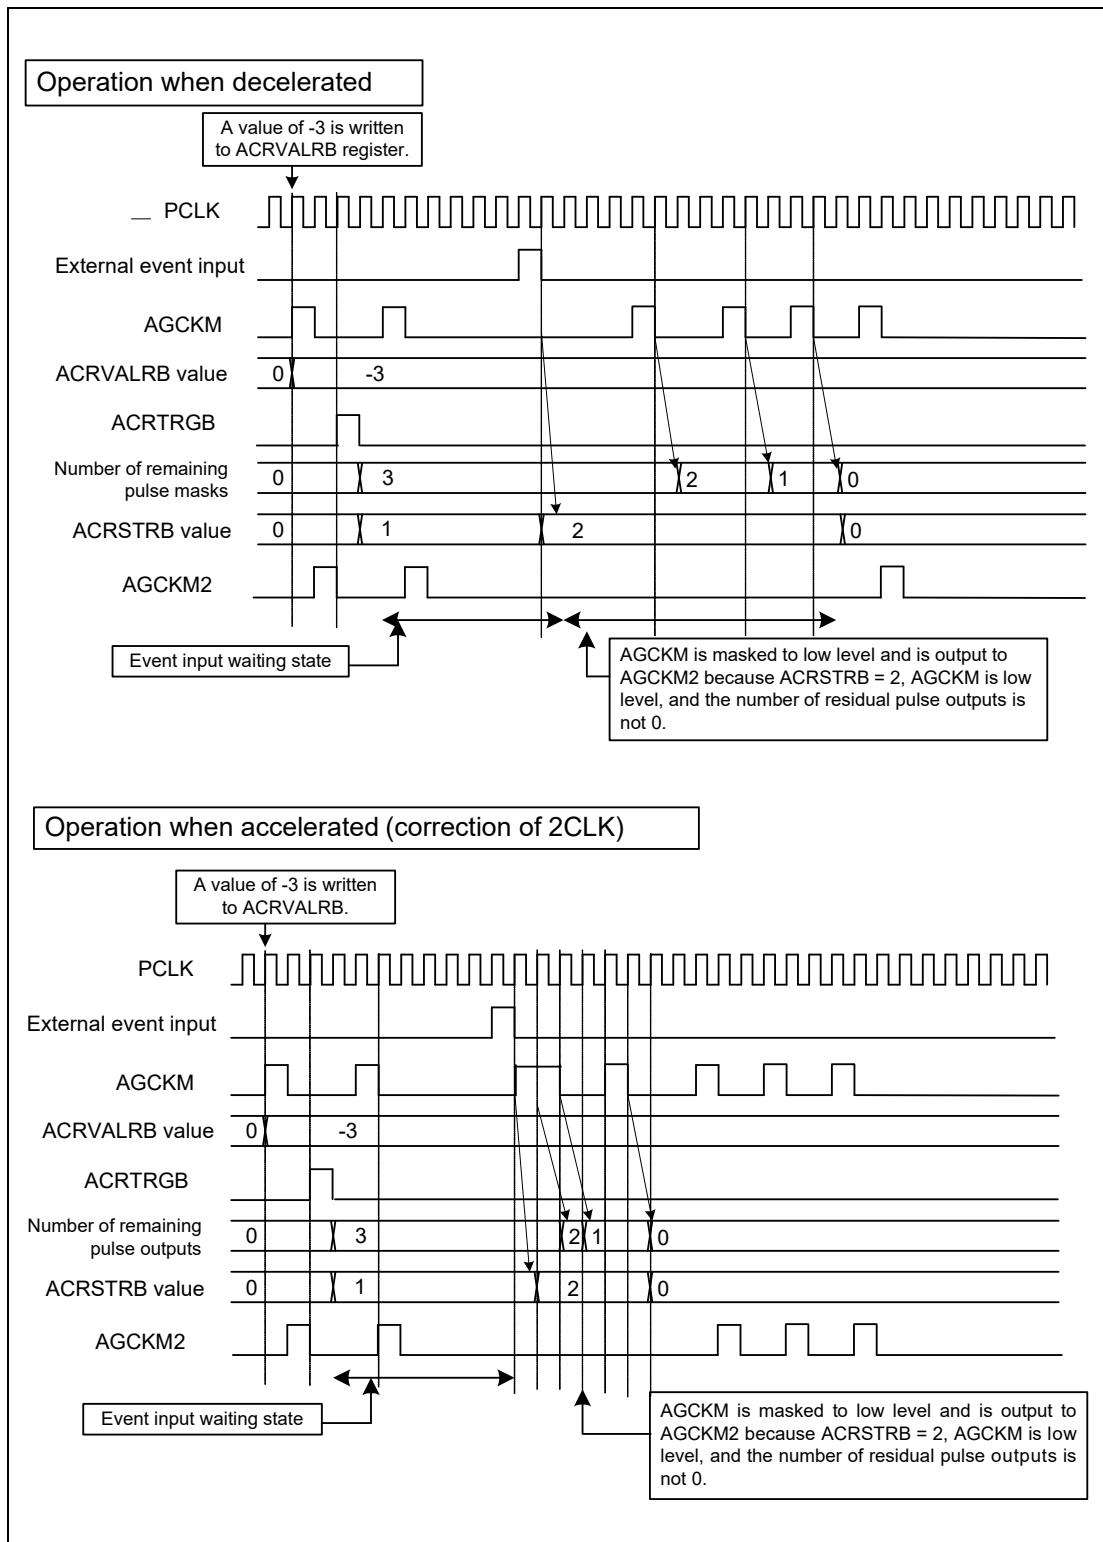 Operation when decelerated
A value of -3 is written
to ACRVALRB register.
__ PCLK
External event input
AGCKM
ACRVALRB value 0 -3
ACRTRGB
Number of remaining
pulse masks 0 3 2 1 0
ACRSTRB value 0 1 2 0
AGCKM2
Event input waiting state
AGCKM is masked to low level and is output to
AGCKM2 because ACRSTRB = 2, AGCKM is low
level, and the number of residual pulse outputs is
not 0.
Operation when accelerated (correction of 2CLK)
A value of -3 is written
to ACRVALRB.
PCLK
External event input
AGCKM
ACRVALRB value 0 -3
ACRTRGB
Number of remaining
pulse outputs 0 3 2 1 0
ACRSTRB value 0 1 2 0
AGCKM2
Event input waiting state
AGCKM is masked to low level and is output to
AGCKM2 because ACRSTRB = 2, AGCKM is low
level, and the number of residual pulse outputs is
not 0.